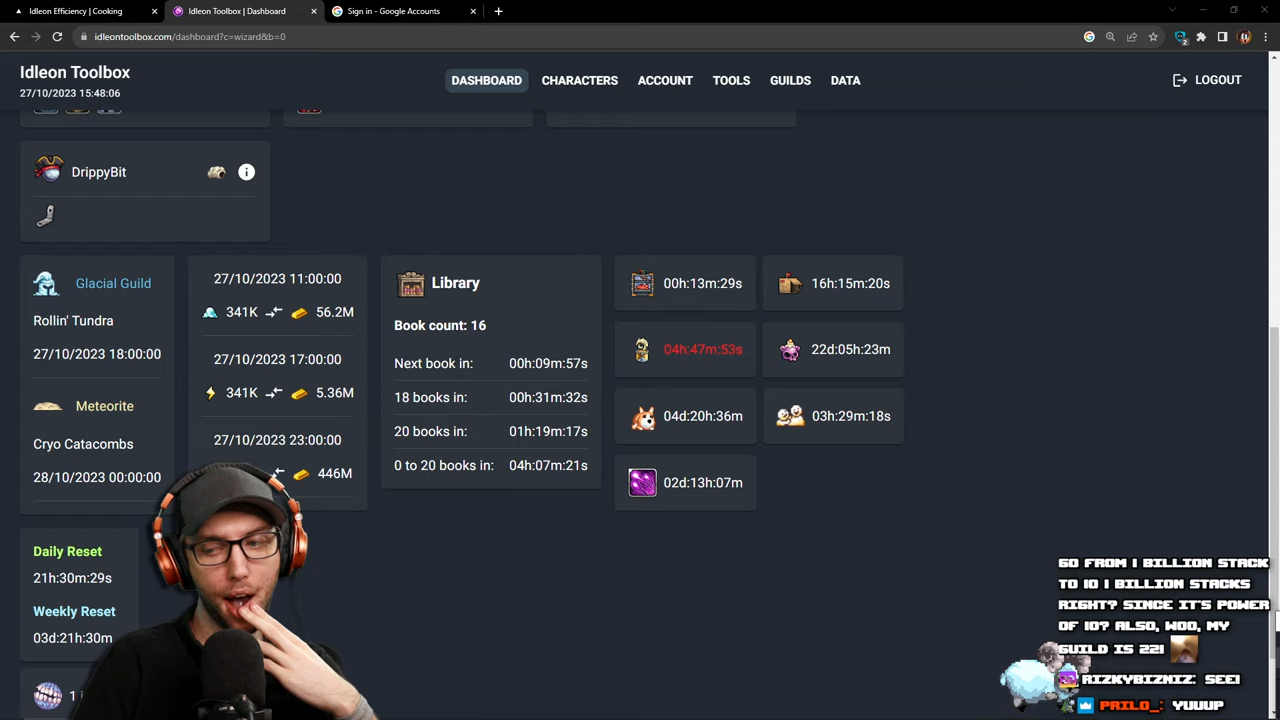 Idleon Efficiency | Cooking
Idleon Toolbox | Dashboard
Sign in - Google Accounts
idleontoolbox.com/dashboard?c=wizard&b=0
2
Idleon Toolbox
27/10/2023 15:48:06
DASHBOARD
CHARACTERS
ACCOUNT
TOOLS
GUILDS
DATA
LOGOUT
DrippyBit
Glacial Guild
Rollin' Tundra
27/10/2023 18:00:00
Meteorite
Cryo Catacombs
28/10/2023 00:00:00
27/10/2023 11:00:00
341K 56.2M
27/10/2023 17:00:00
341K 5.36M
27/10/2023 23:00:00
446M
Library
Book count: 16
Next book in: 00h:09m:57s
18 books in: 00h:31m:32s
20 books in: 01h:19m:17s
0 to 20 books in: 04h:07m:21s
00h:13m:29s
16h:15m:20s
04h:47m:53s
22d:05h:23m
04d:20h:36m
03h:29m:18s
02d:13h:07m
Daily Reset
21h:30m:29s
Weekly Reset
03d:21h:30m
1
GO FROM 1 BILLION STACK
TO 10 1 BILLION STACKS
RIGHT? SINCE IT'S POWER
OF 10? ALSO, WOO, MY
GUILD IS 22!
RIZKYBIZNIZ: SEE!
PRILO_: YUUUP